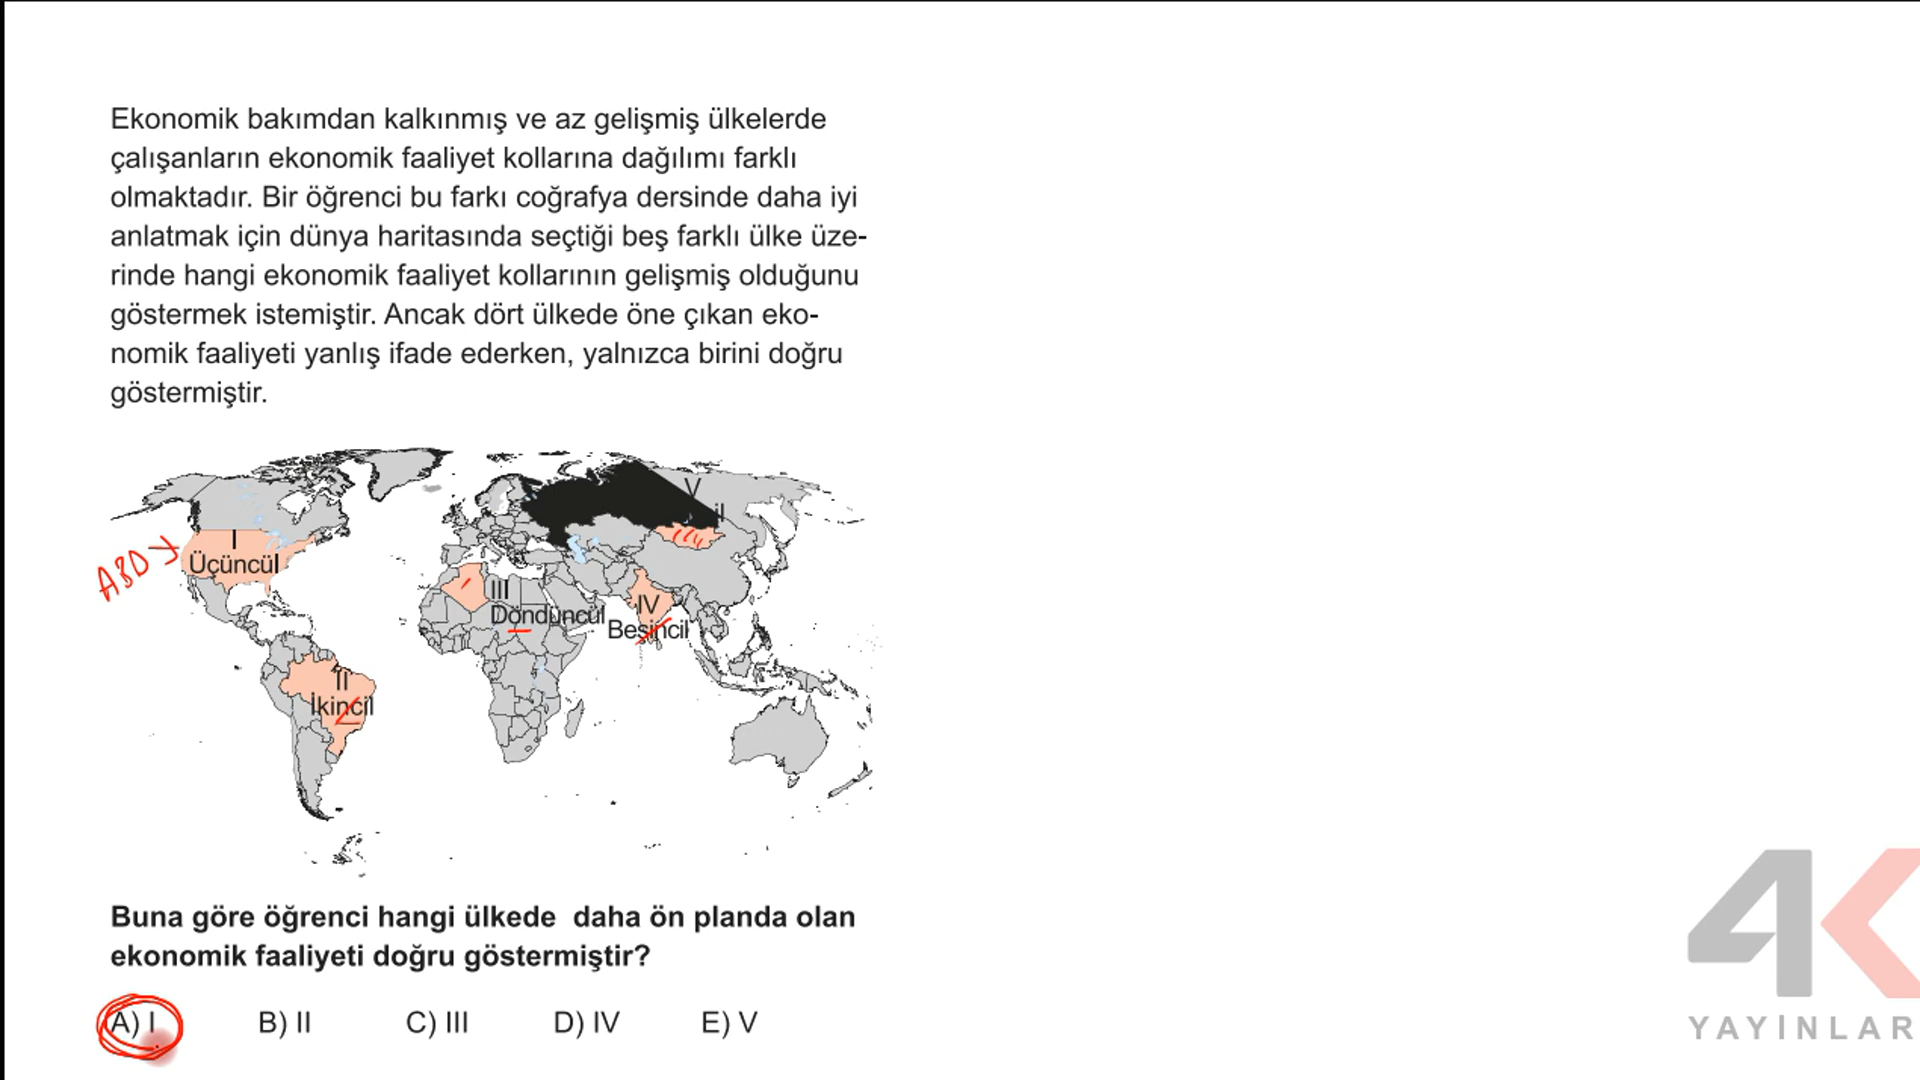 Ekonomik bakımdan kalkınmış ve az gelişmiş ülkelerde
çalışanların ekonomik faaliyet kollarına dağılımı farklı
olmaktadır. Bir öğrenci bu farkı coğrafya dersinde daha iyi
anlatmak için dünya haritasında seçtiği beş farklı ülke üze-
rinde hangi ekonomik faaliyet kollarının gelişmiş olduğunu
göstermek istemiştir. Ancak dört ülkede öne çıkan eko-
nomik faaliyeti yanlış ifade ederken, yalnızca birini doğru
göstermiştir.
V
il
I
Üçüncül
ABD
III
Döndüncül
IV
Beşincil
II
İkincil
Buna göre öğrenci hangi ülkede daha ön planda olan
ekonomik faaliyeti doğru göstermiştir?
A) I B) II C) III D) IV E) V
4K
YAYINLAR